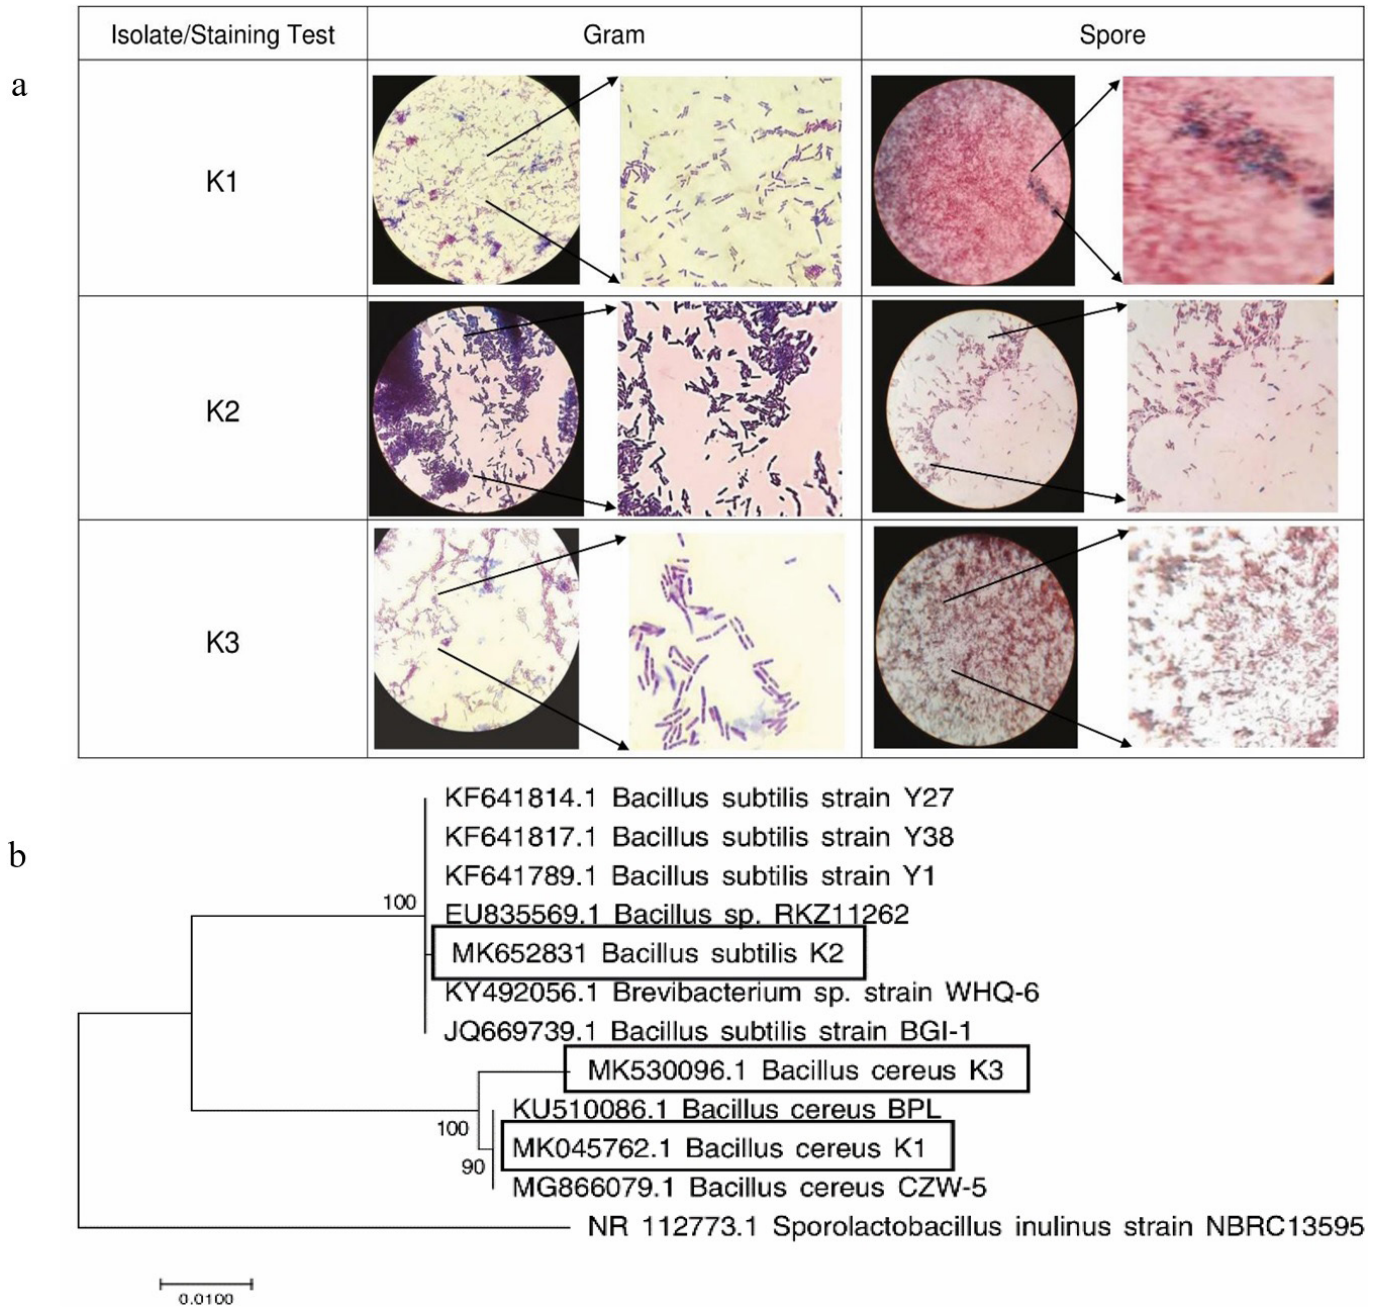 a
Isolate/Staining Test Gram Spore
K1
K2
K3
b
KF641814.1 Bacillus subtilis strain Y27
KF641817.1 Bacillus subtilis strain Y38
KF641789.1 Bacillus subtilis strain Y1
100
EU835569.1 Bacillus sp. RKZ11262
MK652831 Bacillus subtilis K2
KY492056.1 Brevibacterium sp. strain WHQ-6
JQ669739.1 Bacillus subtilis strain BGI-1
MK530096.1 Bacillus cereus K3
KU510086.1 Bacillus cereus BPL
100
MK045762.1 Bacillus cereus K1
90
MG866079.1 Bacillus cereus CZW-5
NR 112773.1 Sporolactobacillus inulinus strain NBRC13595
0.0100